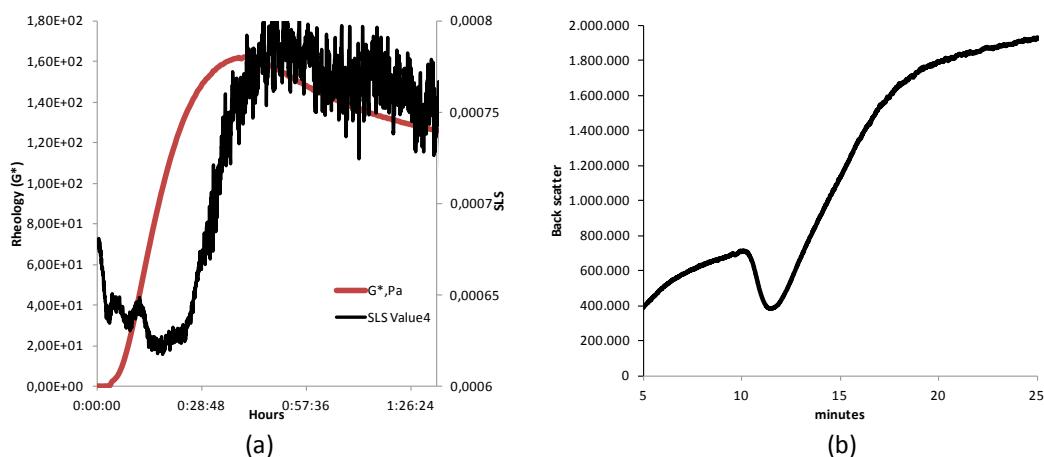 1,80E+02
1,60E+02
1,40E+02
1,20E+02
1,00E+02
8,00E+01
6,00E+01
4,00E+01
2,00E+01
0,00E+00
Rheology (G*)
0,0008
0,00075
0,0007
0,00065
0,0006
SLS
G*,Pa
SLS Value4
0:00:00 0:28:48 0:57:36 1:26:24
Hours
(a)
2.000.000
1.800.000
1.600.000
1.400.000
1.200.000
1.000.000
800.000
600.000
400.000
200.000
0
Back scatter
5 10 15 20 25
minutes
(b)